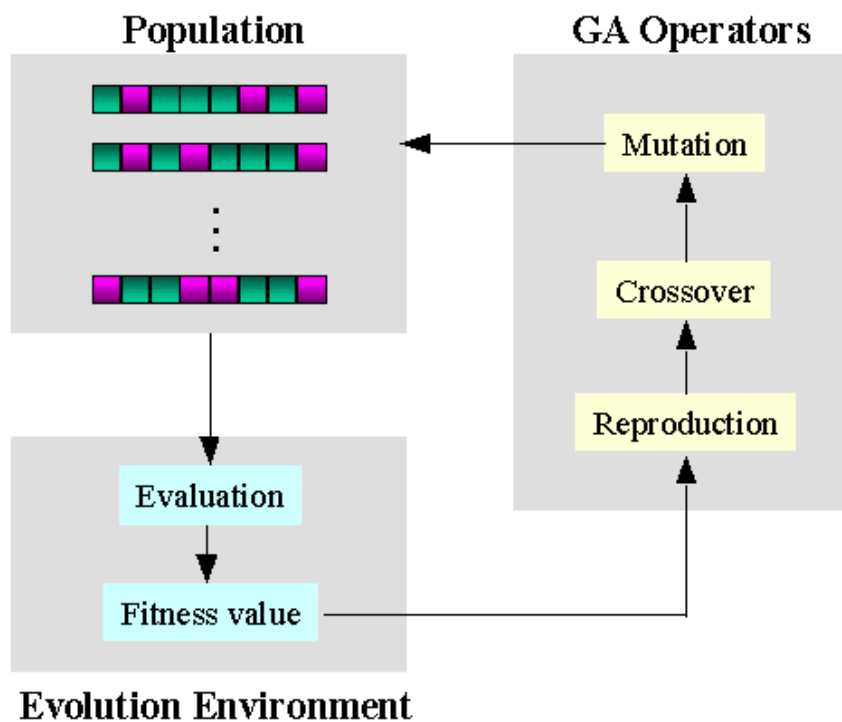 Population
GA Operators
Mutation
Crossover
Reproduction
Evaluation
Fitness value
Evolution Environment